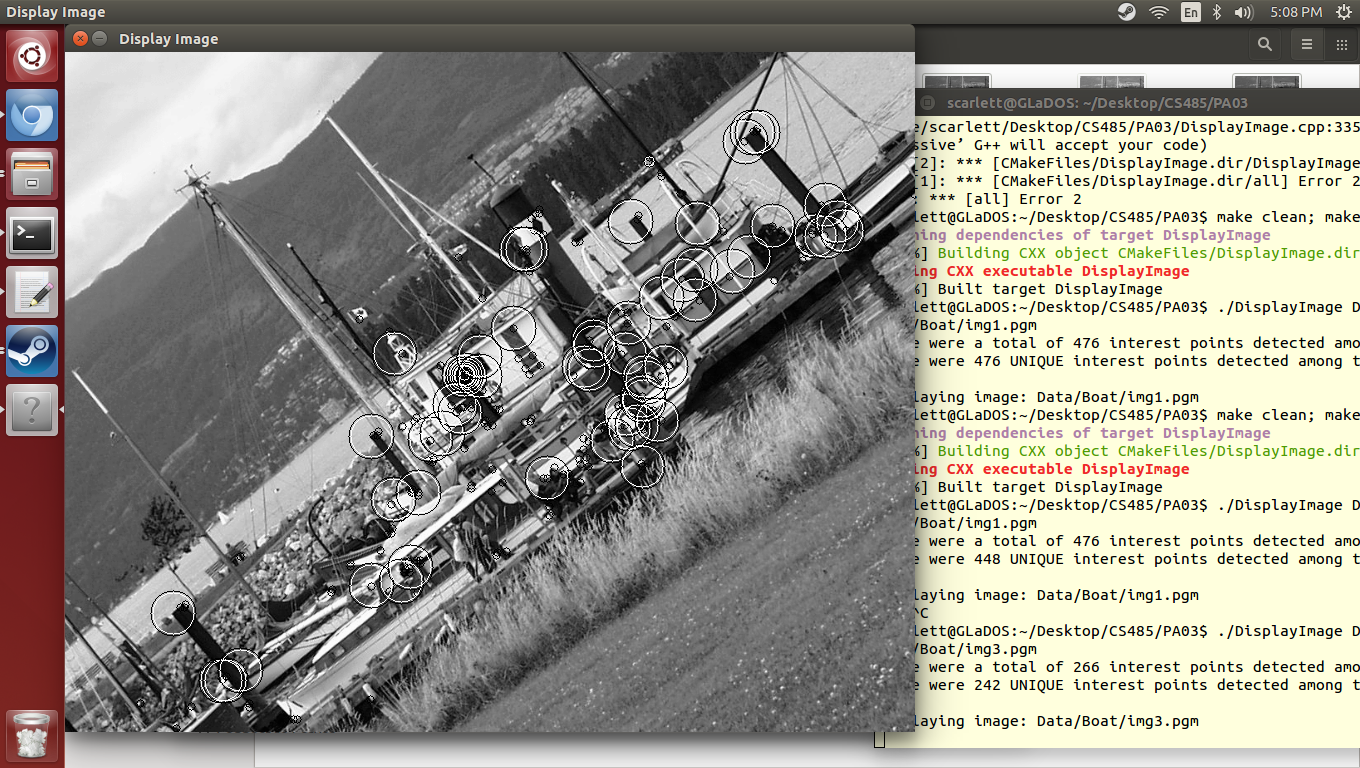 Display Image
En
5:08 PM
Display Image
scarlett@GLaDOS: ~/Desktop/CS485/PA03
e/scarlett/Desktop/CS485/PA03/DisplayImage.cpp:335
ssive’ G++ will accept your code)
[2]: *** [CMakeFiles/DisplayImage.dir/DisplayImage
[1]: *** [CMakeFiles/DisplayImage.dir/all] Error 2
: *** [all] Error 2
lett@GLaDOS:~/Desktop/CS485/PA03$ make clean; make
ning dependencies of target DisplayImage
%] Building CXX object CMakeFiles/DisplayImage.dir
ing CXX executable DisplayImage
%] Built target DisplayImage
lett@GLaDOS:~/Desktop/CS485/PA03$ ./DisplayImage D
/Boat/img1.pgm
e were a total of 476 interest points detected amo
e were 476 UNIQUE interest points detected among t
laying image: Data/Boat/img1.pgm
lett@GLaDOS:~/Desktop/CS485/PA03$ make clean; make
ning dependencies of target DisplayImage
%] Building CXX object CMakeFiles/DisplayImage.dir
ing CXX executable DisplayImage
%] Built target DisplayImage
lett@GLaDOS:~/Desktop/CS485/PA03$ ./DisplayImage D
/Boat/img1.pgm
e were a total of 476 interest points detected amo
e were 448 UNIQUE interest points detected among t
laying image: Data/Boat/img1.pgm
^C
lett@GLaDOS:~/Desktop/CS485/PA03$ ./DisplayImage D
/Boat/img3.pgm
e were a total of 266 interest points detected amo
e were 242 UNIQUE interest points detected among t
laying image: Data/Boat/img3.pgm